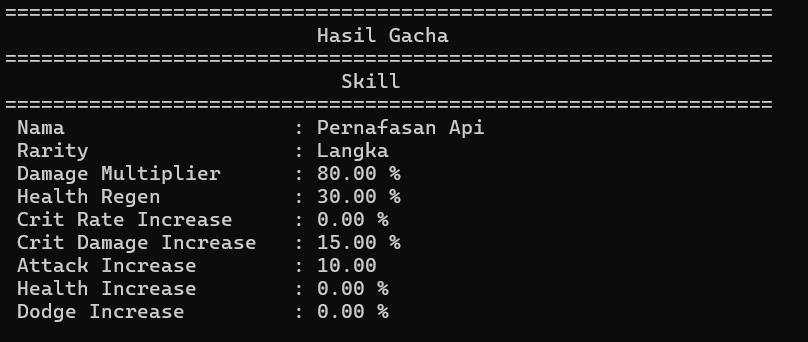 ================================================================
Hasil Gacha
================================================================
Skill
================================================================
Nama : Pernafasan Api
Rarity : Langka
Damage Multiplier : 80.00 %
Health Regen : 30.00 %
Crit Rate Increase : 0.00 %
Crit Damage Increase : 15.00 %
Attack Increase : 10.00
Health Increase : 0.00 %
Dodge Increase : 0.00 %